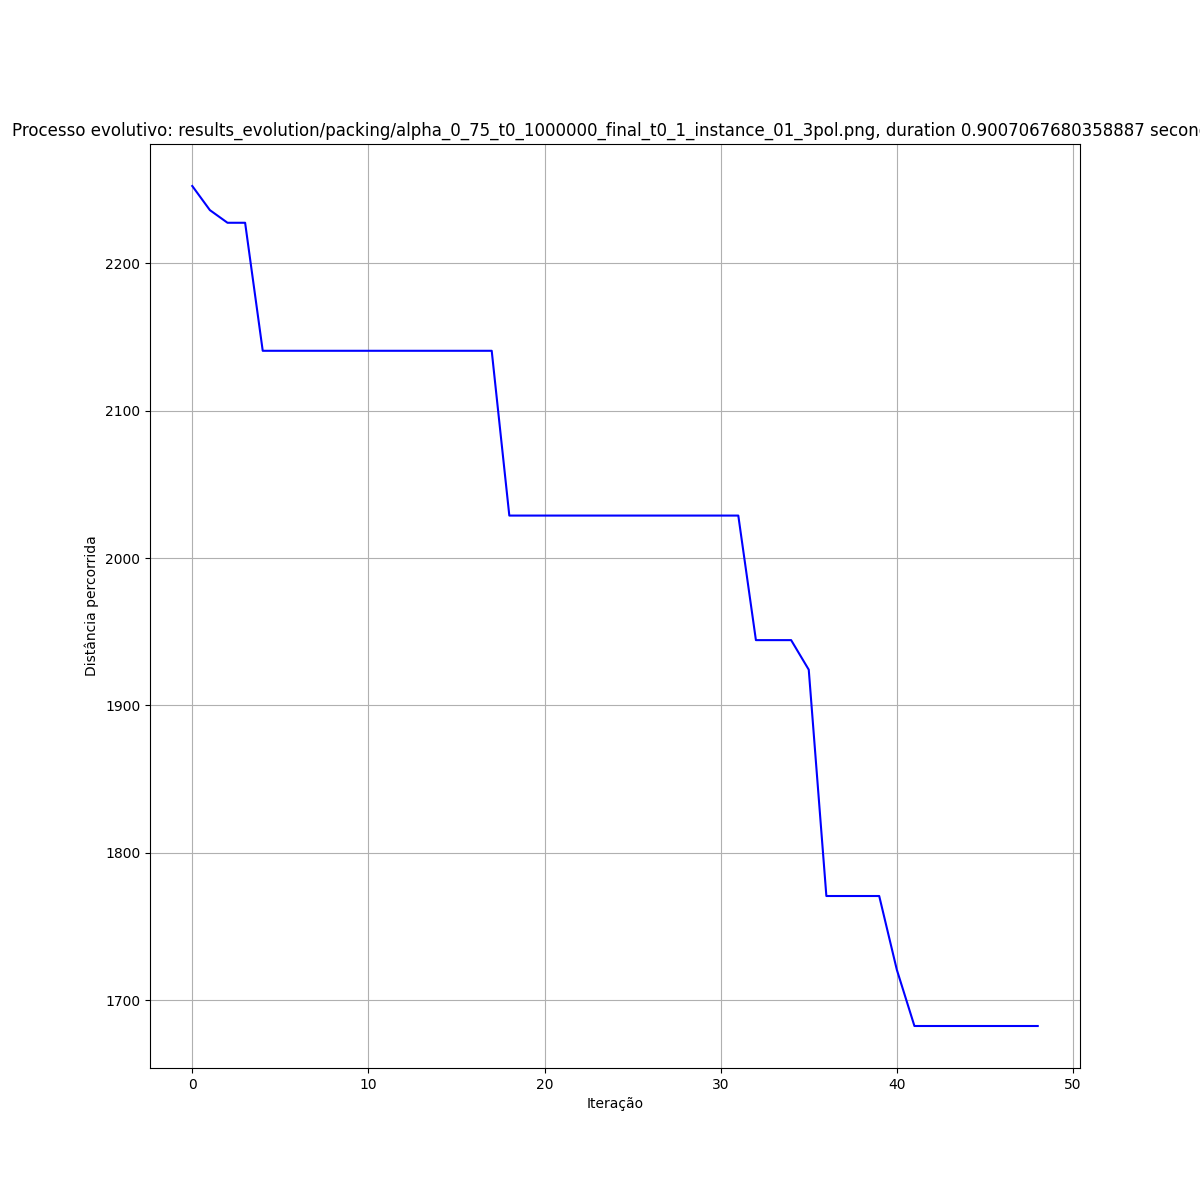 Processo evolutivo: results_evolution/packing/alpha_0_75_t0_1000000_final_t0_1_instance_01_3pol.png, duration 0.9007067680358887
2200
2100
2000
1900
1800
1700
Distância percorrida
0 10 20 30 40 50
Iteração